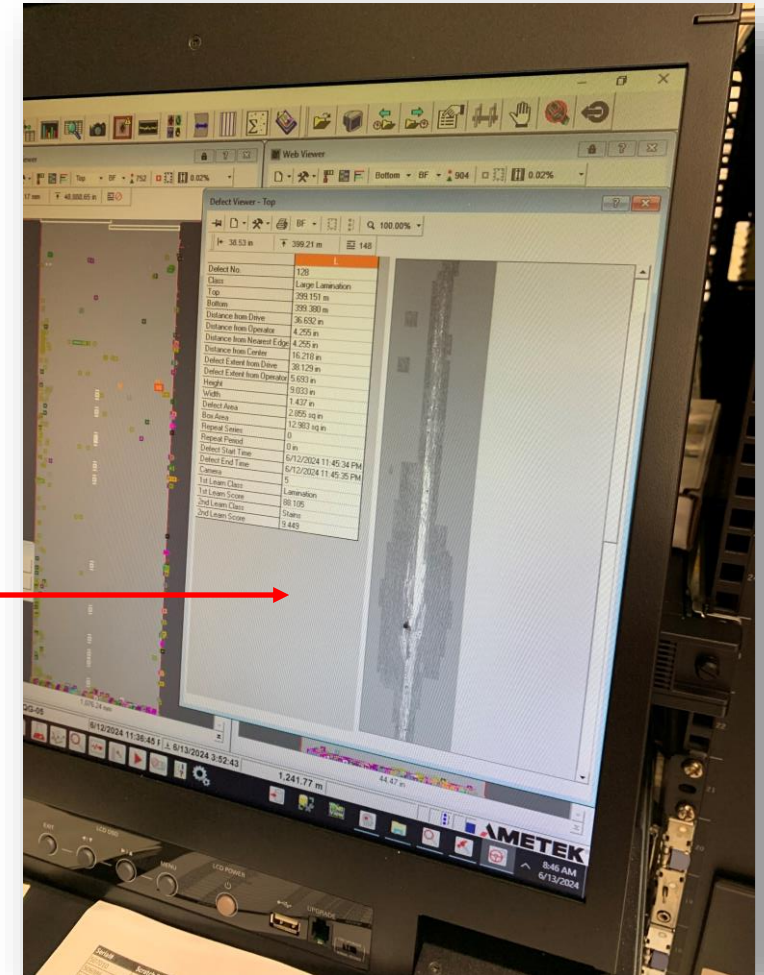 Web Viewer
Top BF 752 0.02%
Bottom BF 904 0.02%
Defect Viewer - Top
BF 100.00%
38.53 in 399.21 m 148
L
Defect No. 128
Class Large Lamination
Top 399.151 m
Bottom 399.380 m
Distance from Drive 36.692 in
Distance from Operator 4.255 in
Distance from Nearest Edge 4.255 in
Distance from Center 16.218 in
Defect Extent from Drive 38.129 in
Defect Extent from Operator 5.693 in
Height 9.033 in
Width 1.437 in
Defect Area 2.855 sq in
Box Area 12.983 sq in
Repeat Series 0
Repeat Period 0 in
Defect Start Time 6/12/2024 11:45:34 PM
Defect End Time 6/12/2024 11:45:35 PM
Camera 5
1st Learn Class Lamination
1st Learn Score 88.105
2nd Learn Class Stains
2nd Learn Score 9.449
6/12/2024 11:36:45
6/13/2024 3:52:43
1,241.77 m
44.47 in
AMETEK
8:46 AM
6/13/2024
EXIT
LCD OSD
MENU
LCD POWER
UPGRADE